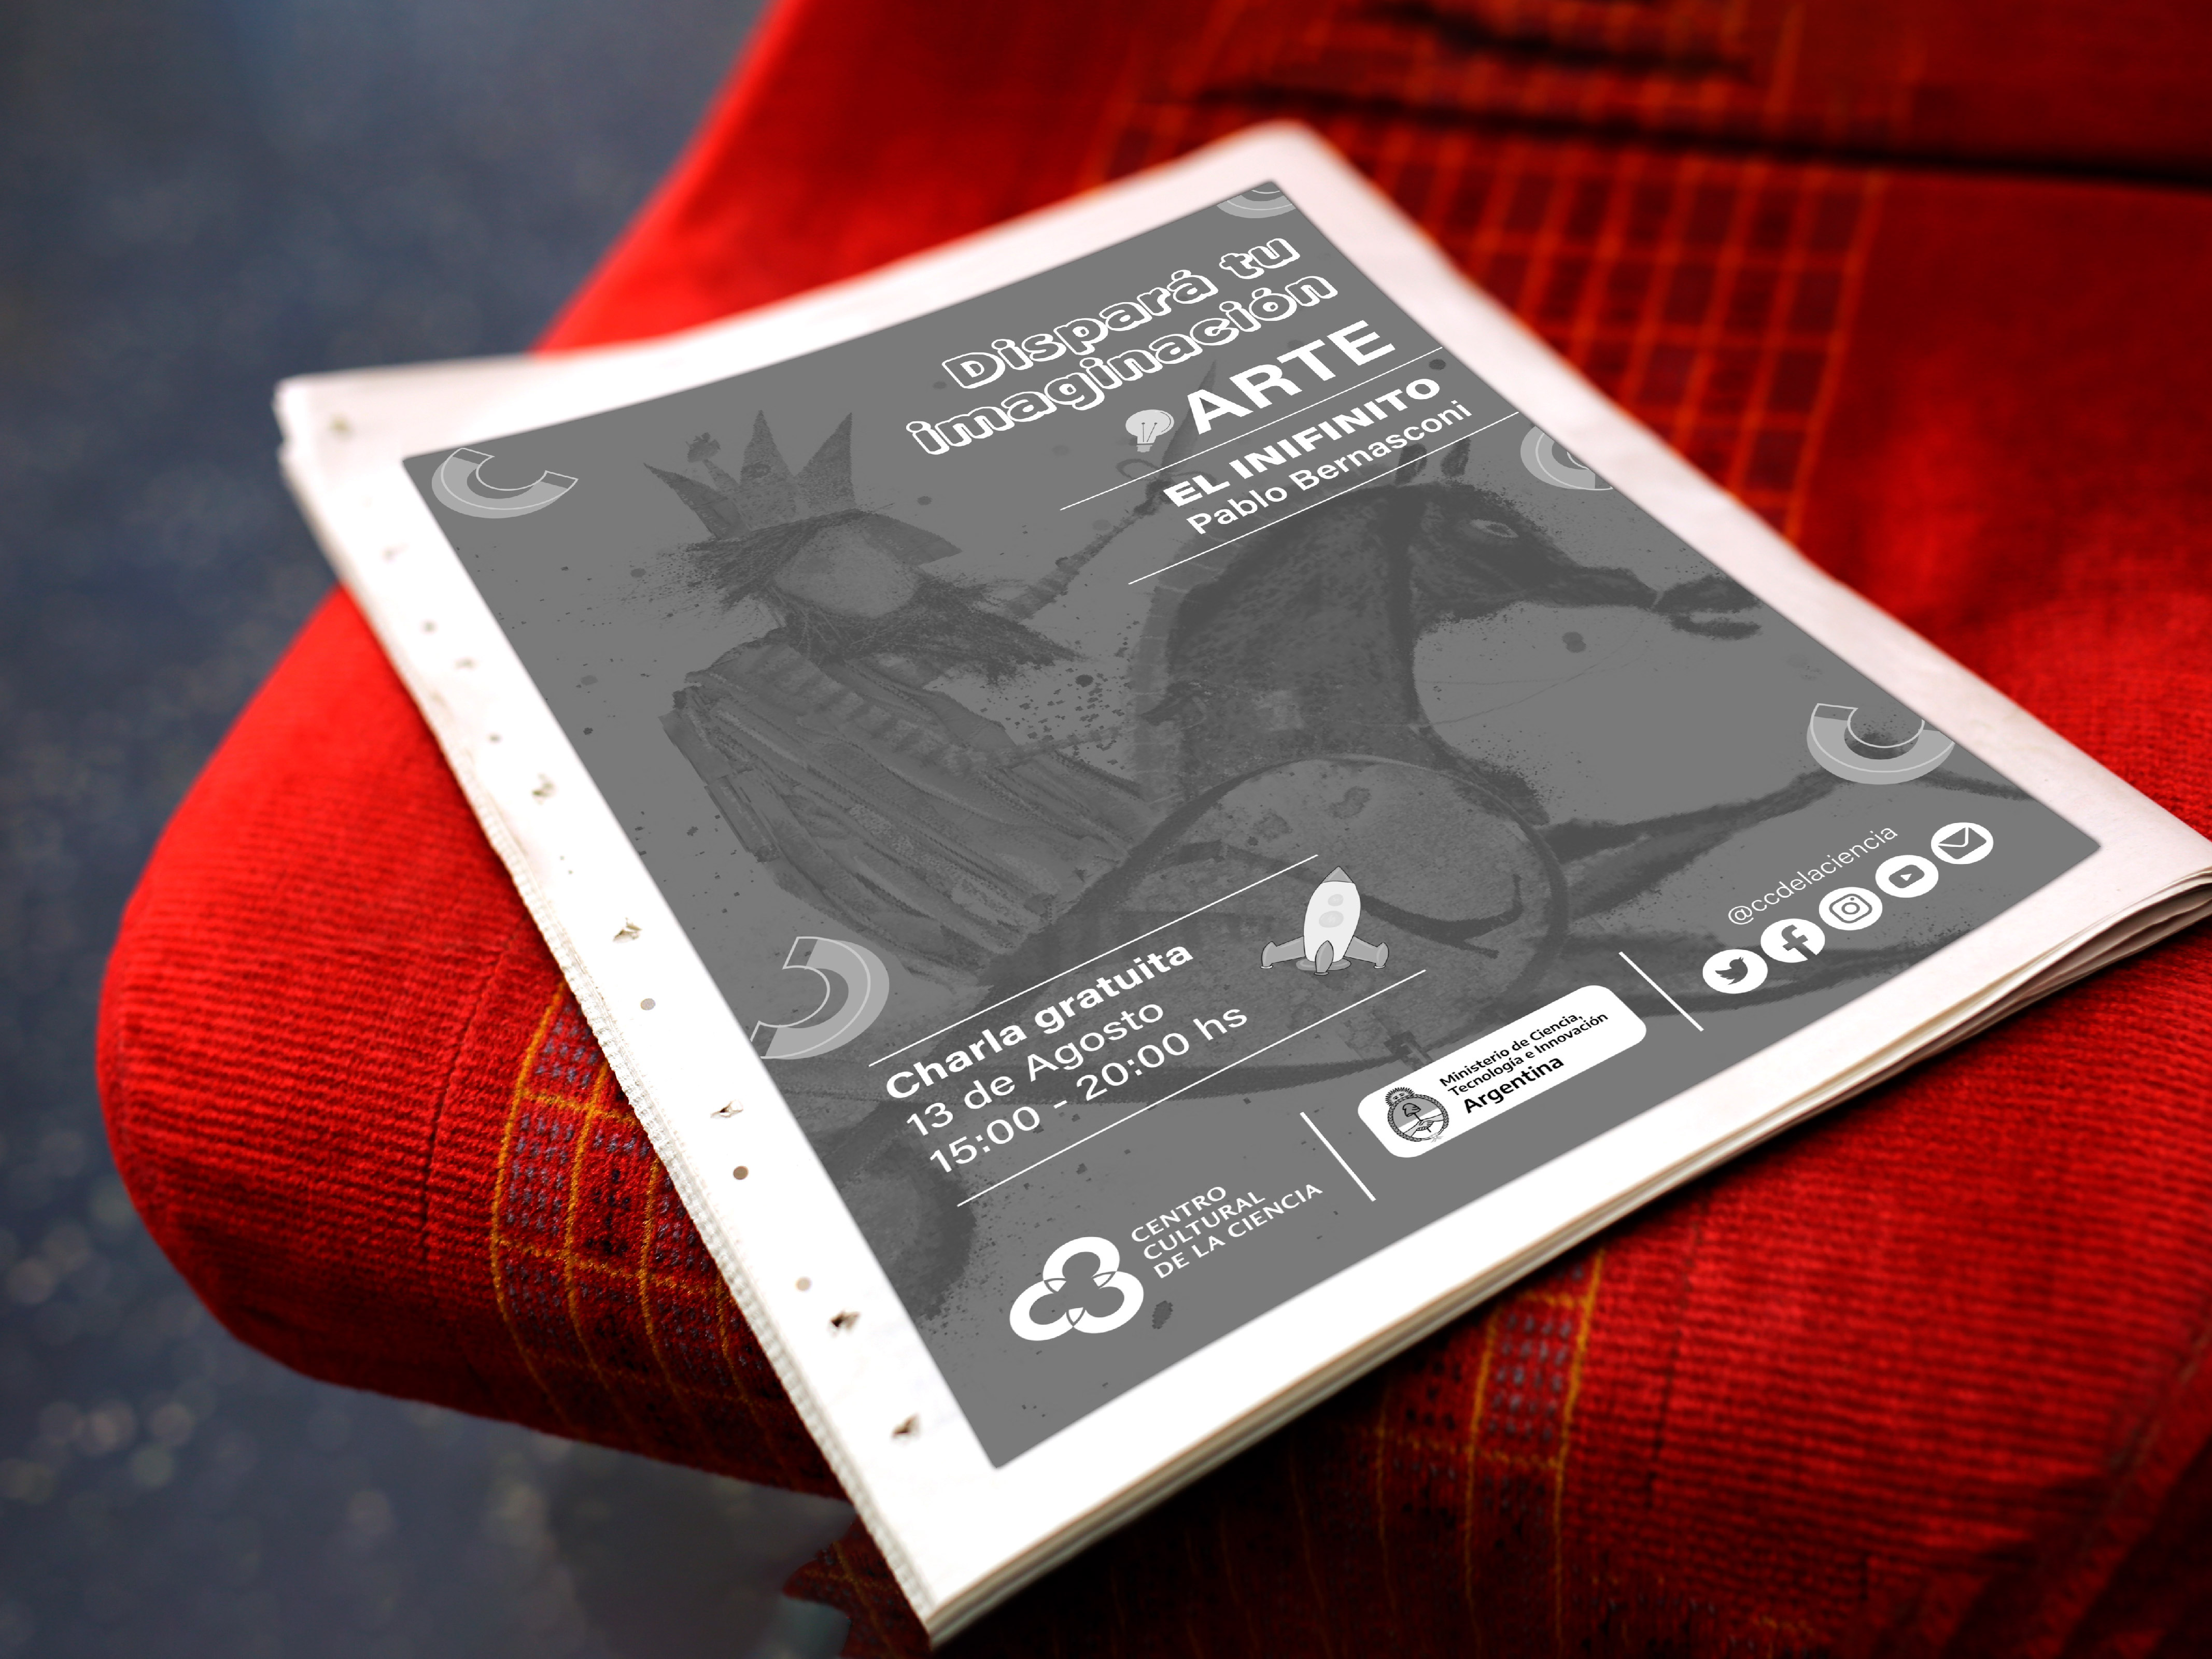 Dispará tu
imaginación
ARTE
EL INIFINITO
Pablo Bernasconi
Charla gratuita
13 de Agosto
15:00 - 20:00 hs
@ccdelaciencia
CENTRO
CULTURAL
DE LA CIENCIA
Ministerio de Ciencia,
Tecnología e Innovación
Argentina